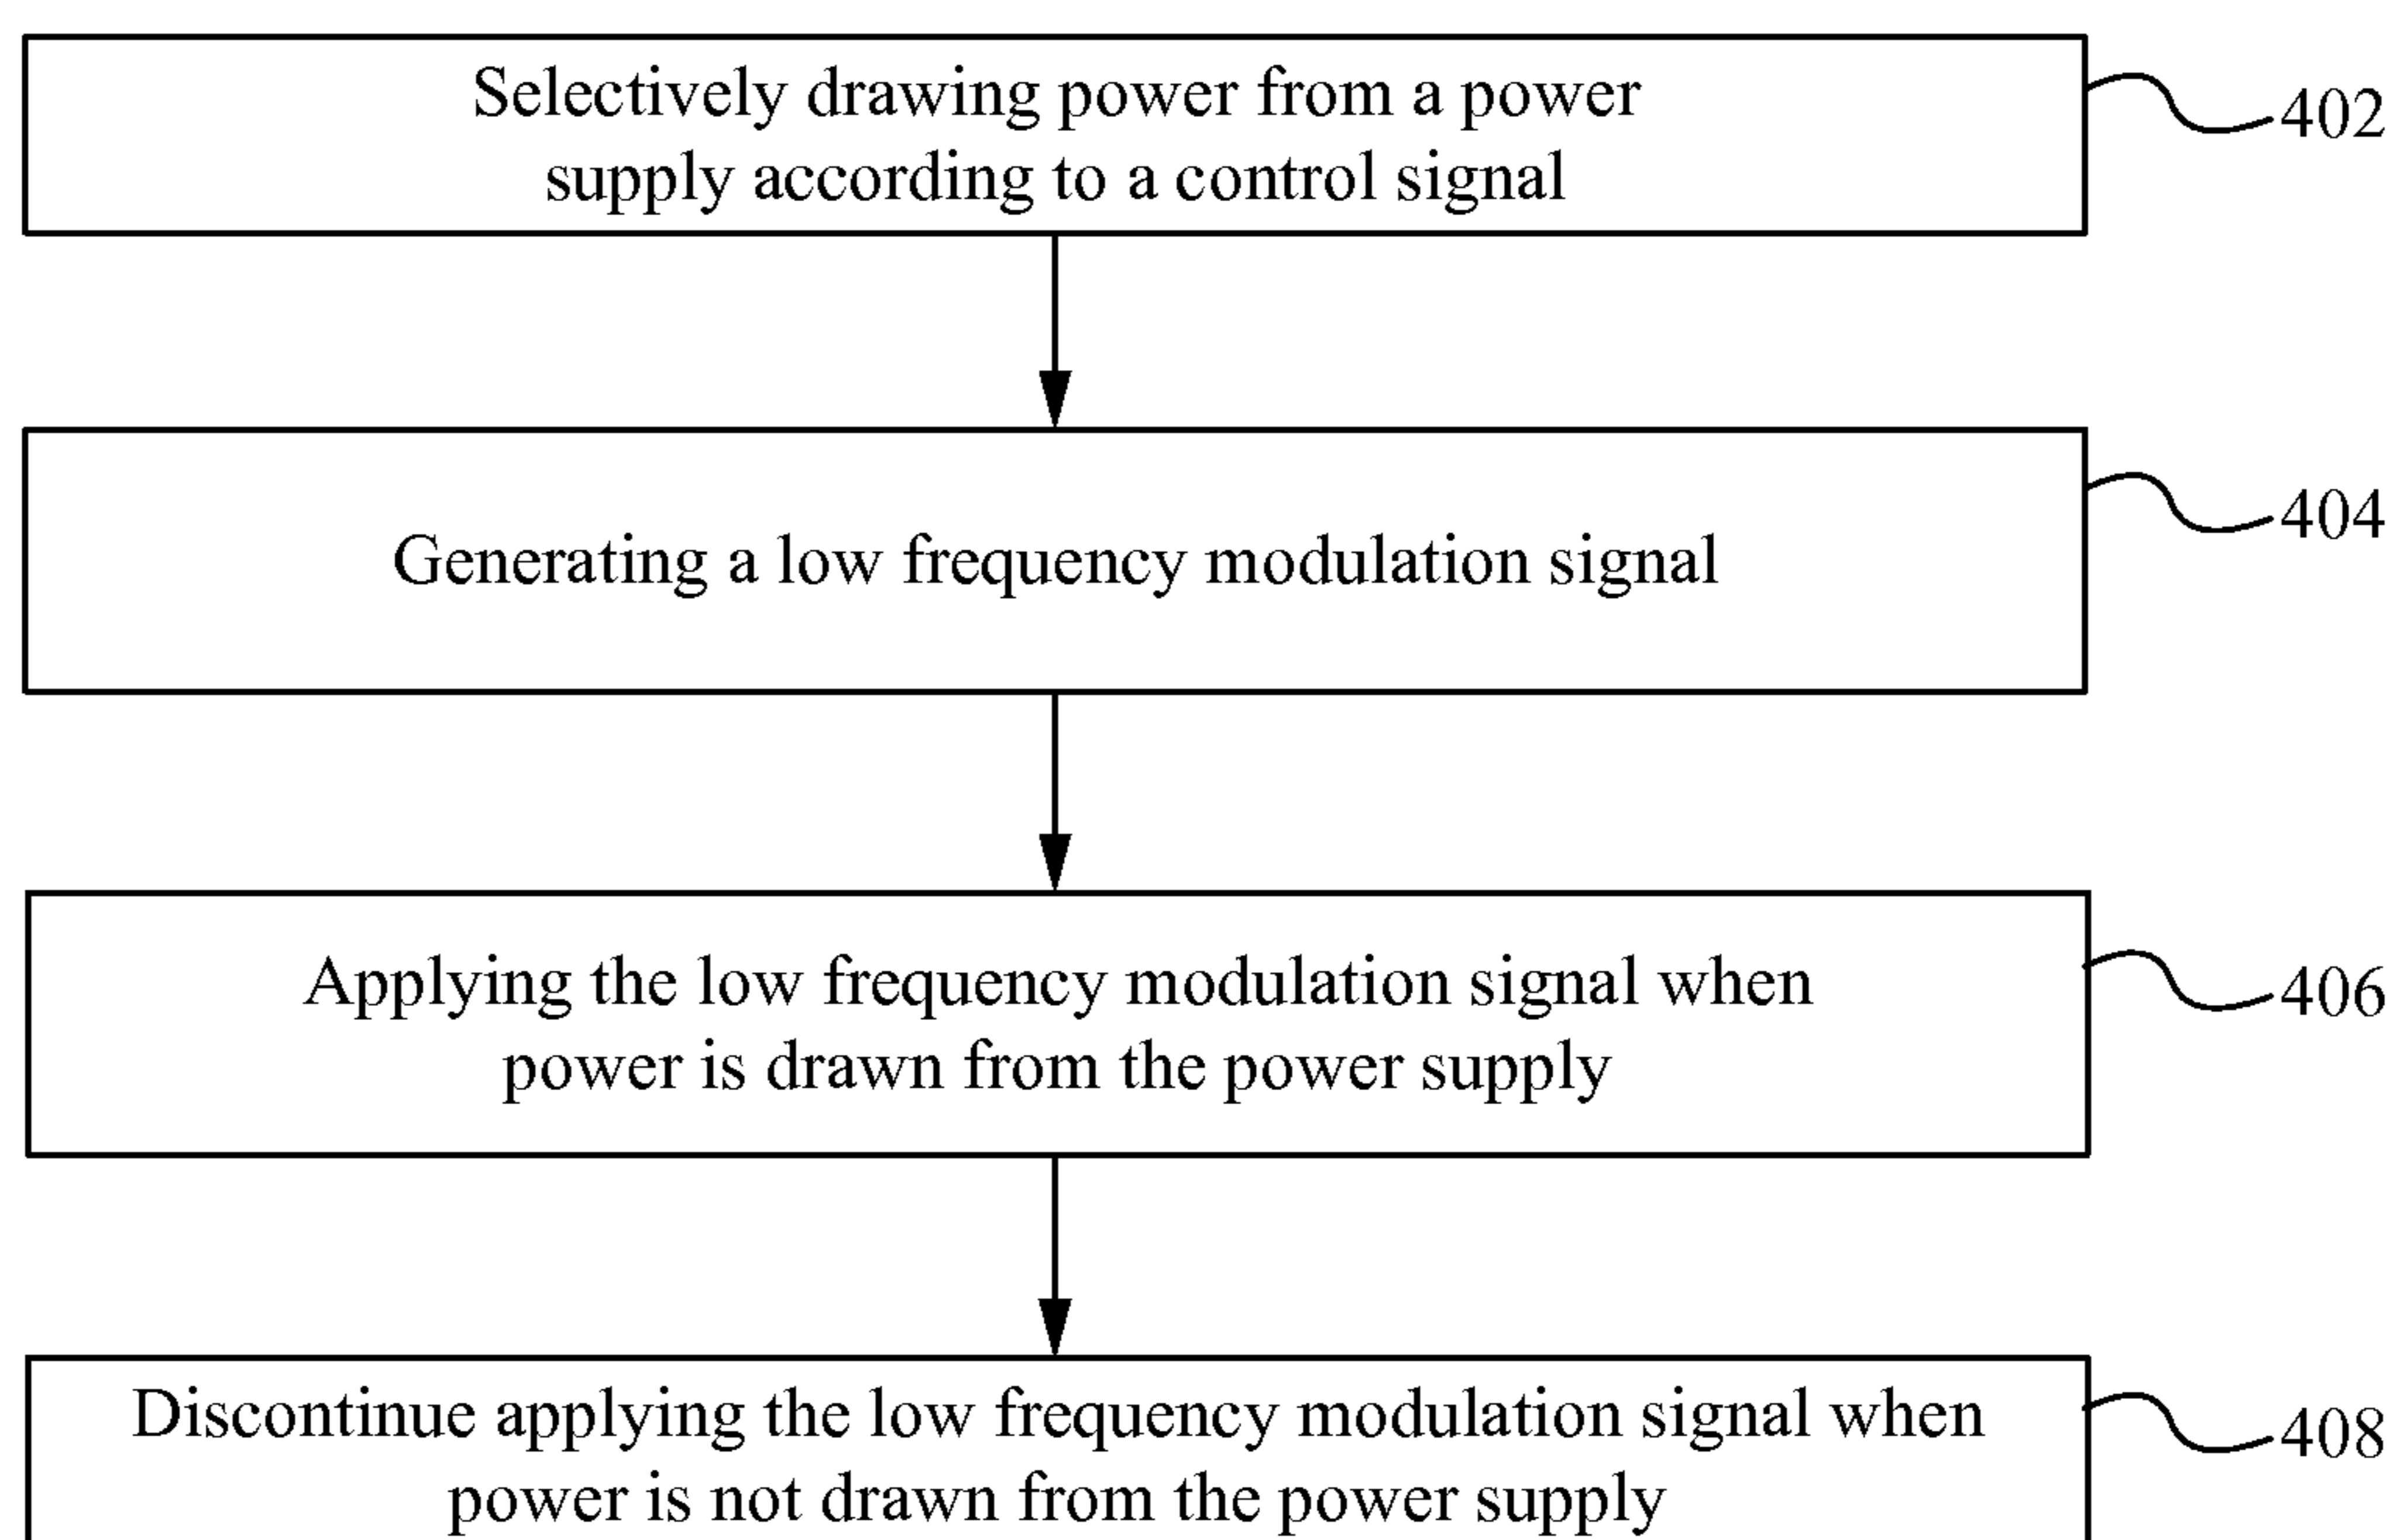 Selectively drawing power from a power
supply according to a control signal
402
Generating a low frequency modulation signal
404
Applying the low frequency modulation signal when
power is drawn from the power supply
406
Discontinue applying the low frequency modulation signal when
power is not drawn from the power supply
408